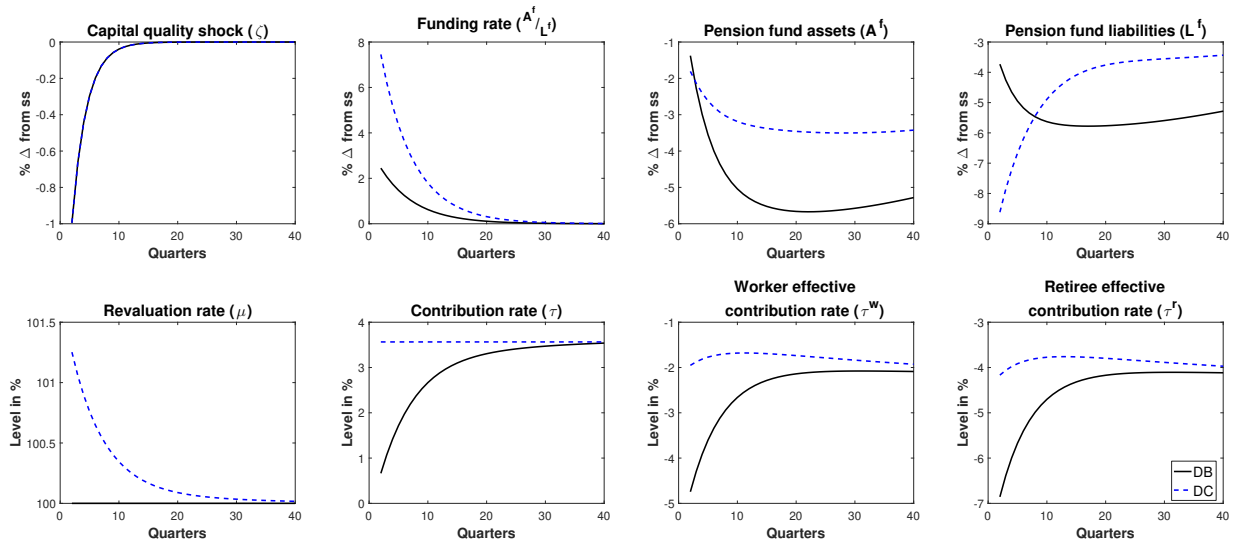 Capital quality shock (ζ)
% Δ from ss
0
-0.2
-0.4
-0.6
-0.8
-1
0 10 20 30 40
Quarters
Funding rate (A^f/L^f)
% Δ from ss
8
6
4
2
0
0 10 20 30 40
Quarters
Pension fund assets (A^f)
% Δ from ss
-1
-2
-3
-4
-5
-6
0 10 20 30 40
Quarters
Pension fund liabilities (L^f)
% Δ from ss
-3
-4
-5
-6
-7
-8
-9
0 10 20 30 40
Quarters
Revaluation rate (μ)
Level in %
101.5
101
100.5
100
0 10 20 30 40
Quarters
Contribution rate (τ)
Level in %
4
3
2
1
0
0 10 20 30 40
Quarters
Worker effective
contribution rate (τ^w)
Level in %
-1
-2
-3
-4
-5
0 10 20 30 40
Quarters
Retiree effective
contribution rate (τ^r)
Level in %
-3
-4
-5
-6
-7
0 10 20 30 40
Quarters
DB
DC